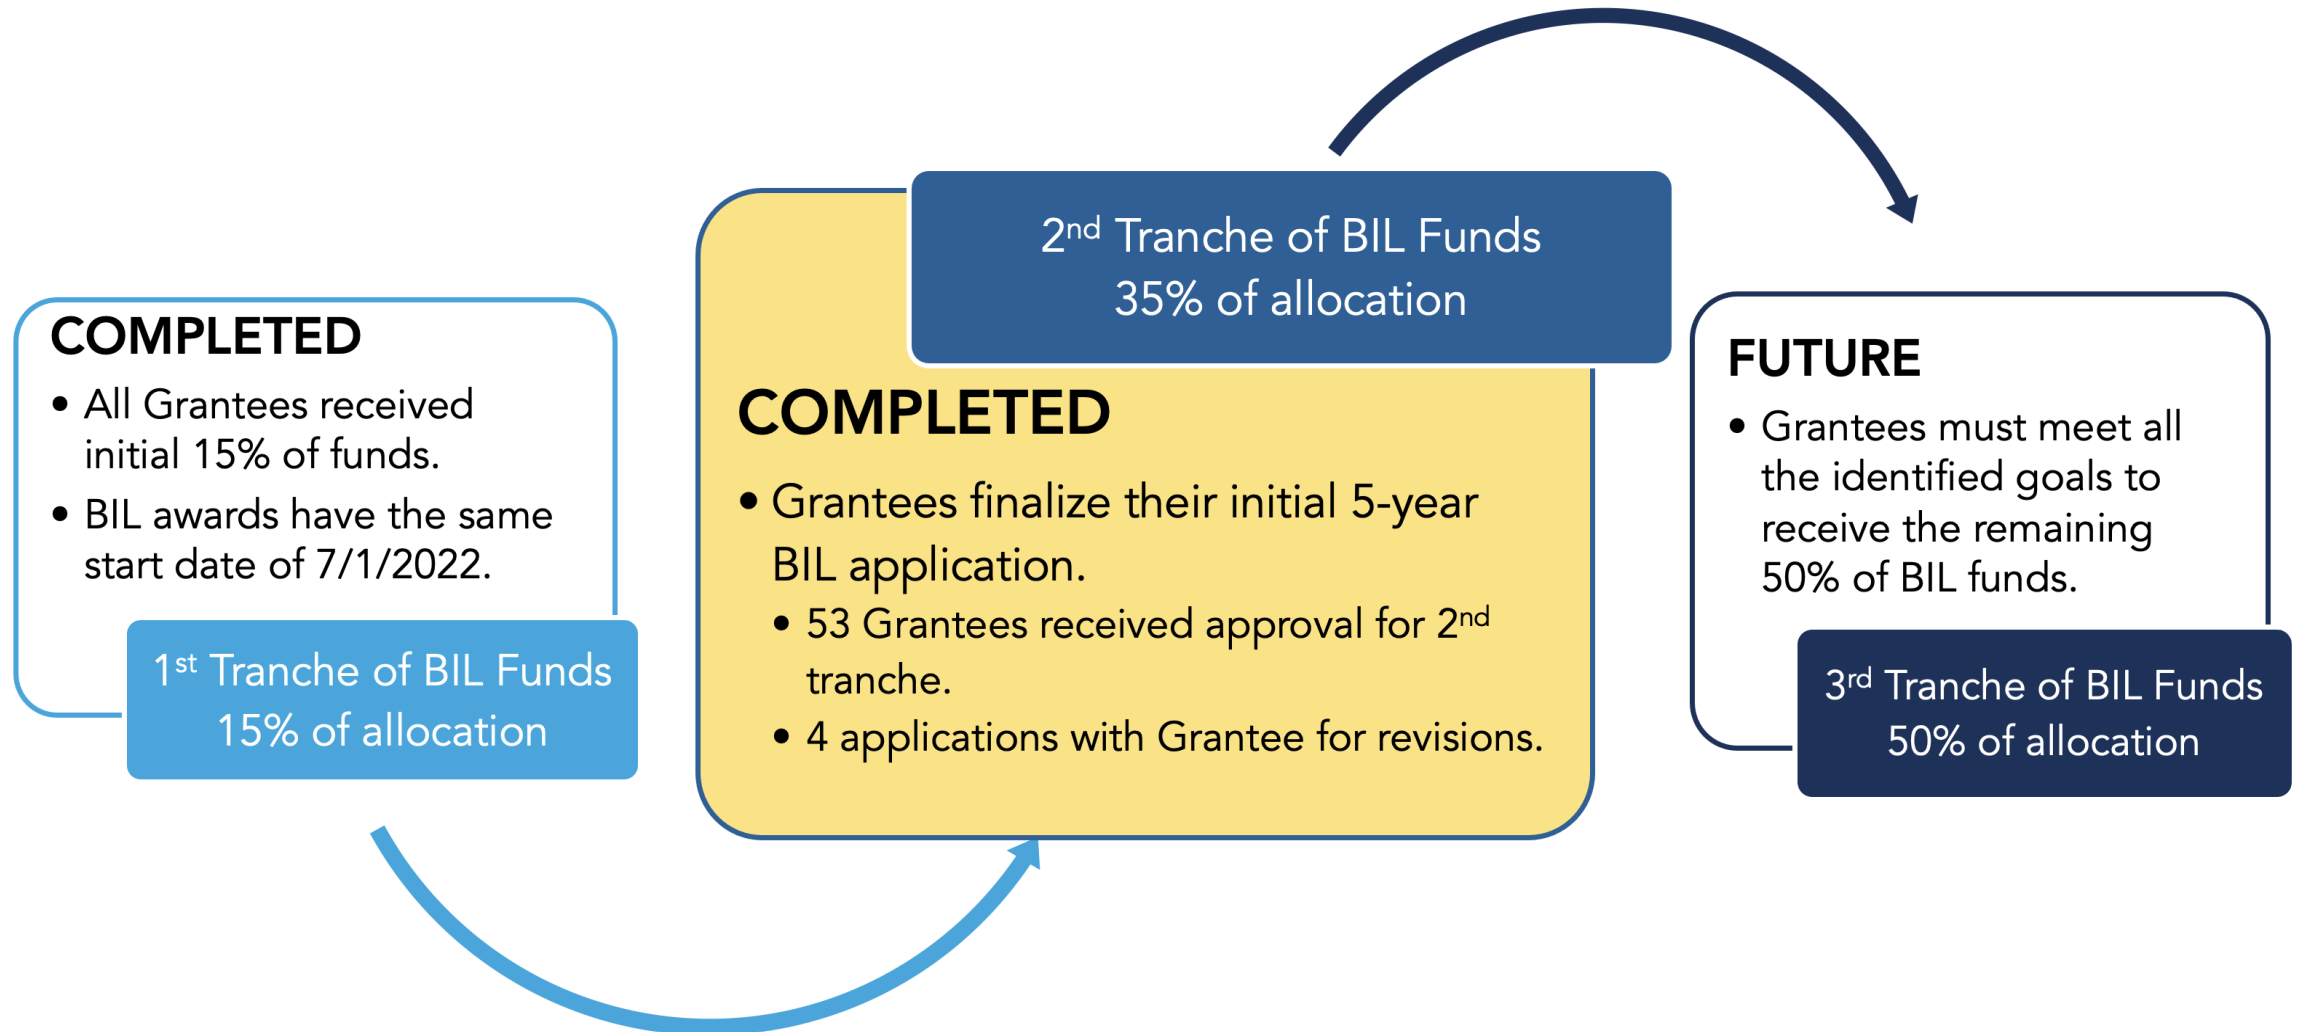 COMPLETED
• All Grantees received
initial 15% of funds.
• BIL awards have the same
start date of 7/1/2022.
1st Tranche of BIL Funds
15% of allocation
2nd Tranche of BIL Funds
35% of allocation
COMPLETED
• Grantees finalize their initial 5-year
BIL application.
• 53 Grantees received approval for 2nd
tranche.
• 4 applications with Grantee for revisions.
FUTURE
• Grantees must meet all
the identified goals to
receive the remaining
50% of BIL funds.
3rd Tranche of BIL Funds
50% of allocation